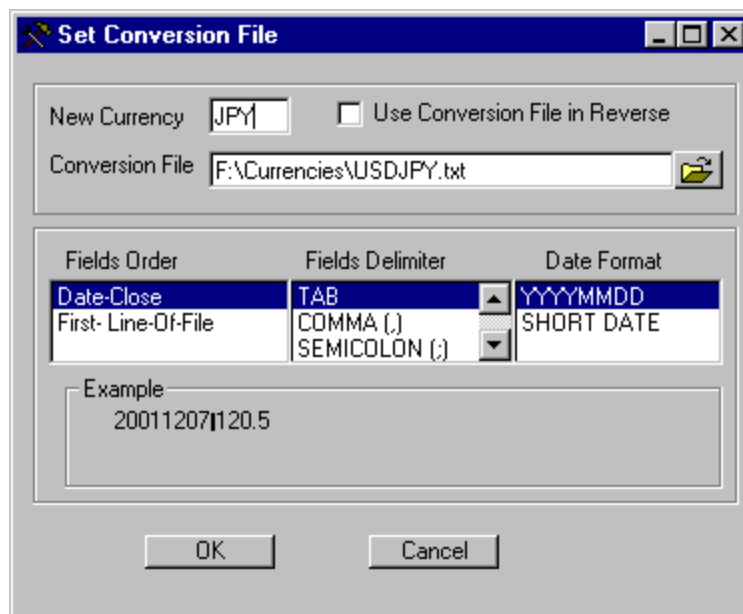 Set Conversion File
New Currency JPY Use Conversion File in Reverse
Conversion File F:\Currencies\USDJPY.txt
Fields Order Fields Delimiter Date Format
Date-Close TAB YYYYMMDD
First- Line-Of-File COMMA (,) SHORT DATE
SEMICOLON (;)
Example
20011207|120.5
OK Cancel